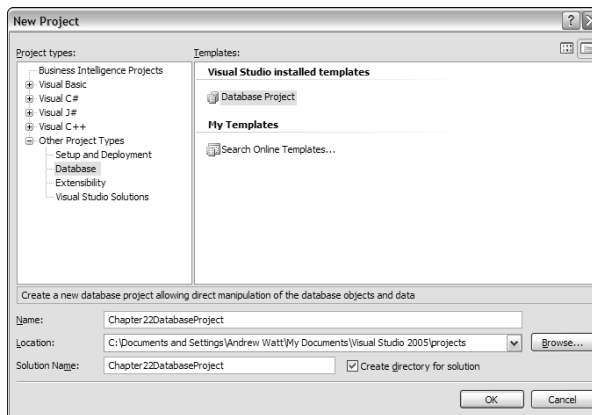 New Project
Project types:
Templates:
Business Intelligence Projects
Visual Basic
Visual C#
Visual J#
Visual C++
Other Project Types
Setup and Deployment
Database
Extensibility
Visual Studio Solutions
Visual Studio installed templates
Database Project
My Templates
Search Online Templates...
Create a new database project allowing direct manipulation of the database objects and data
Name:
Chapter22DatabaseProject
Location:
C:\Documents and Settings\Andrew Watt\My Documents\Visual Studio 2005\projects
Browse...
Solution Name:
Chapter22DatabaseProject
Create directory for solution
OK
Cancel